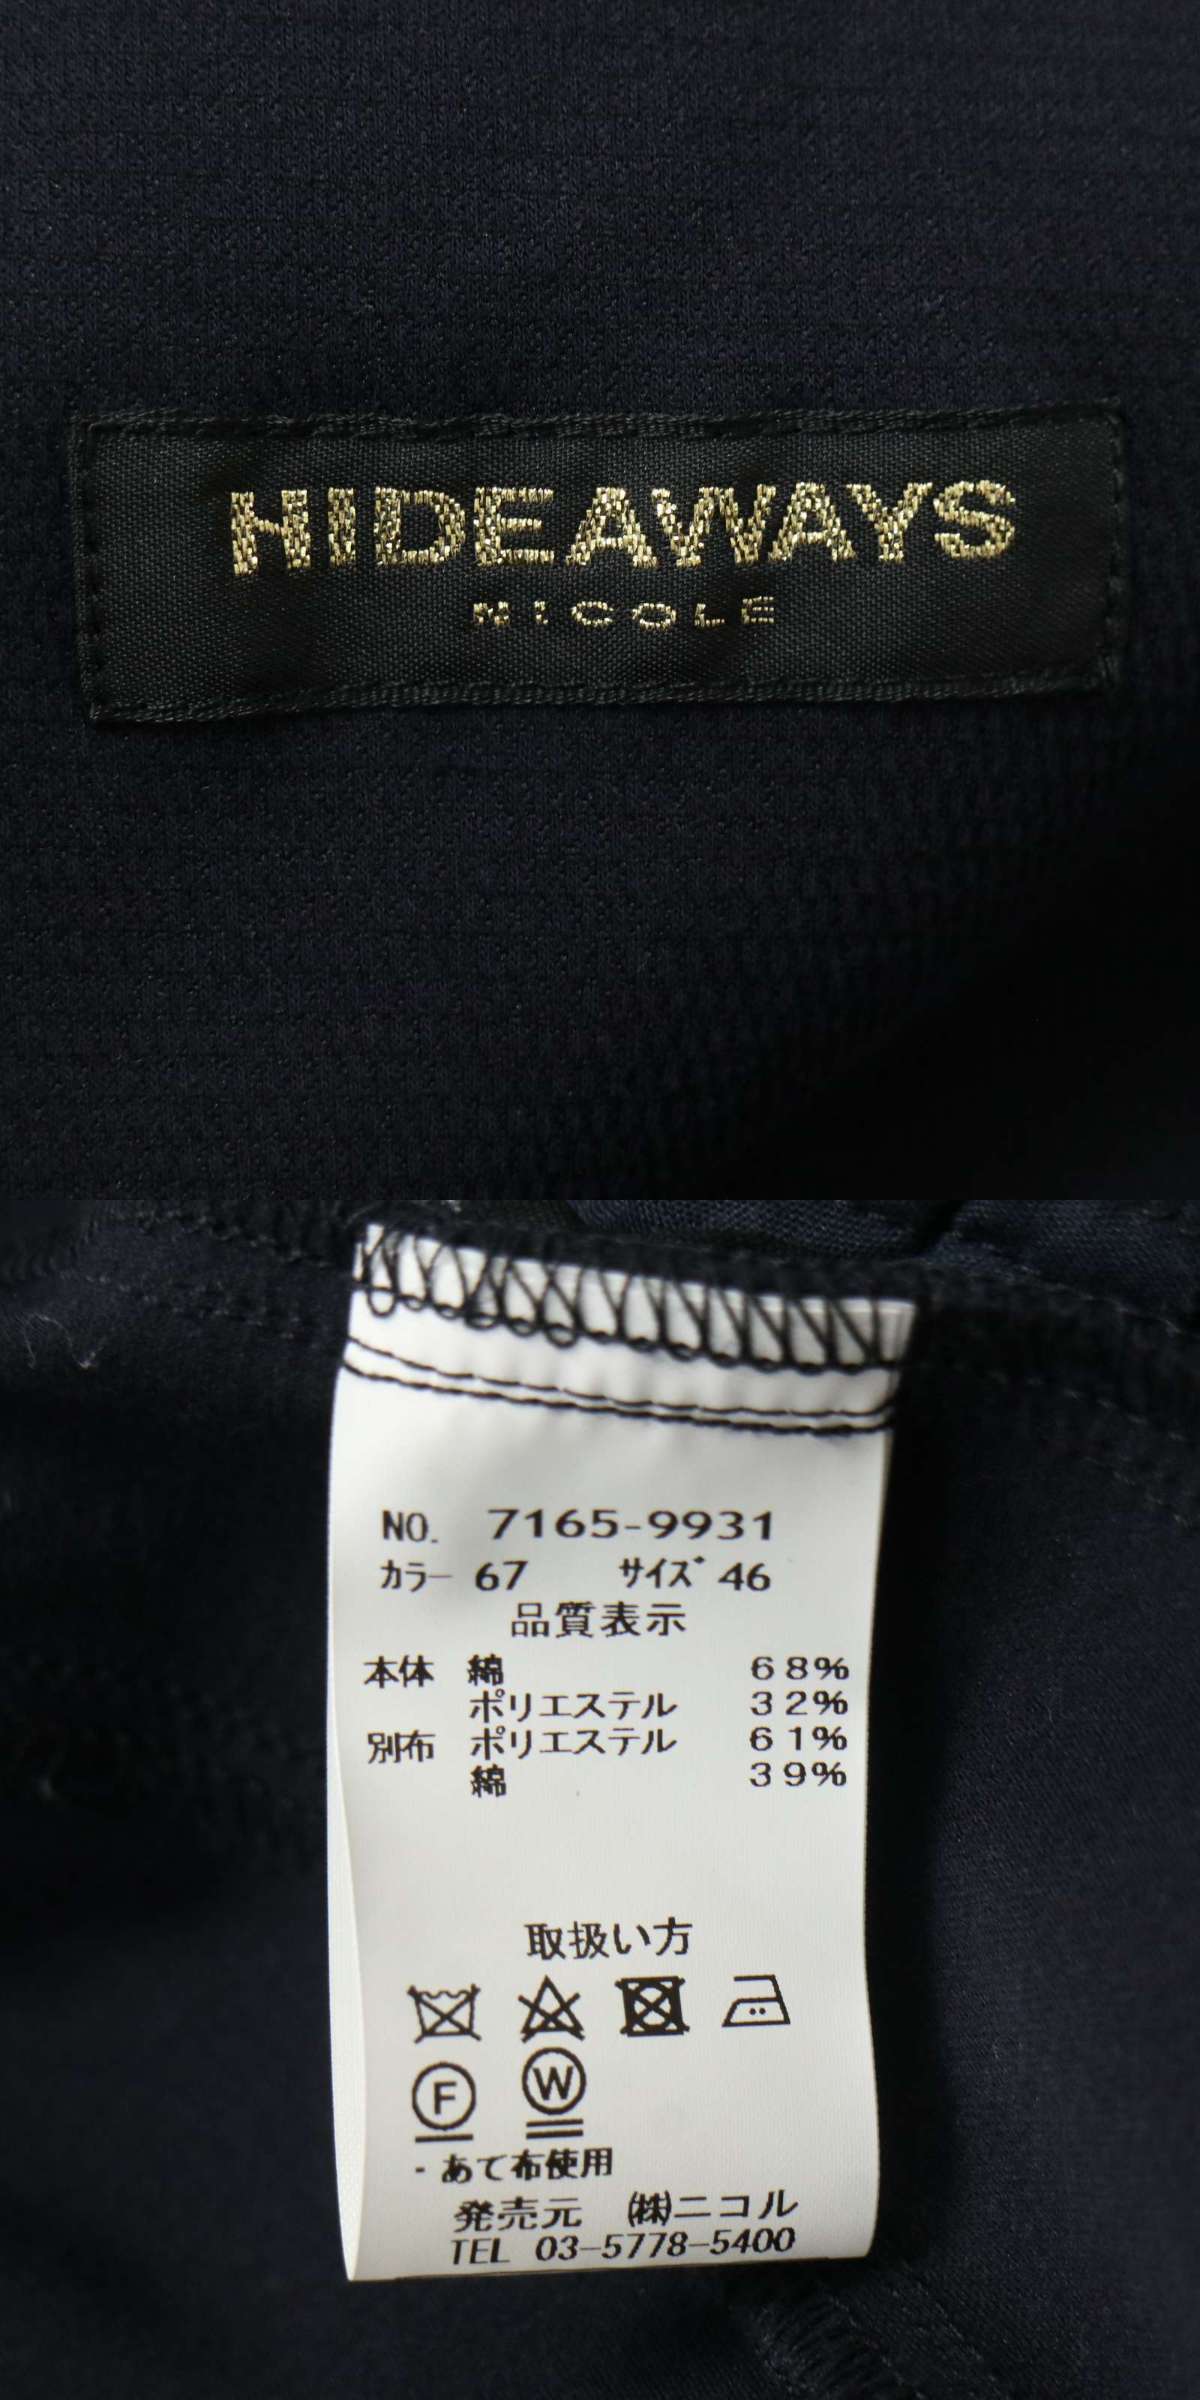 HIDEAWAYS
NICOLE
NO. 7165-9931
カラー 67 サイズ 46
品質表示
本体 綿 68%
ポリエステル 32%
別布 ポリエステル 61%
綿 39%
取扱い方
F W
- あて布使用
発売元 ㈱ニコル
TEL 03-5778-5400